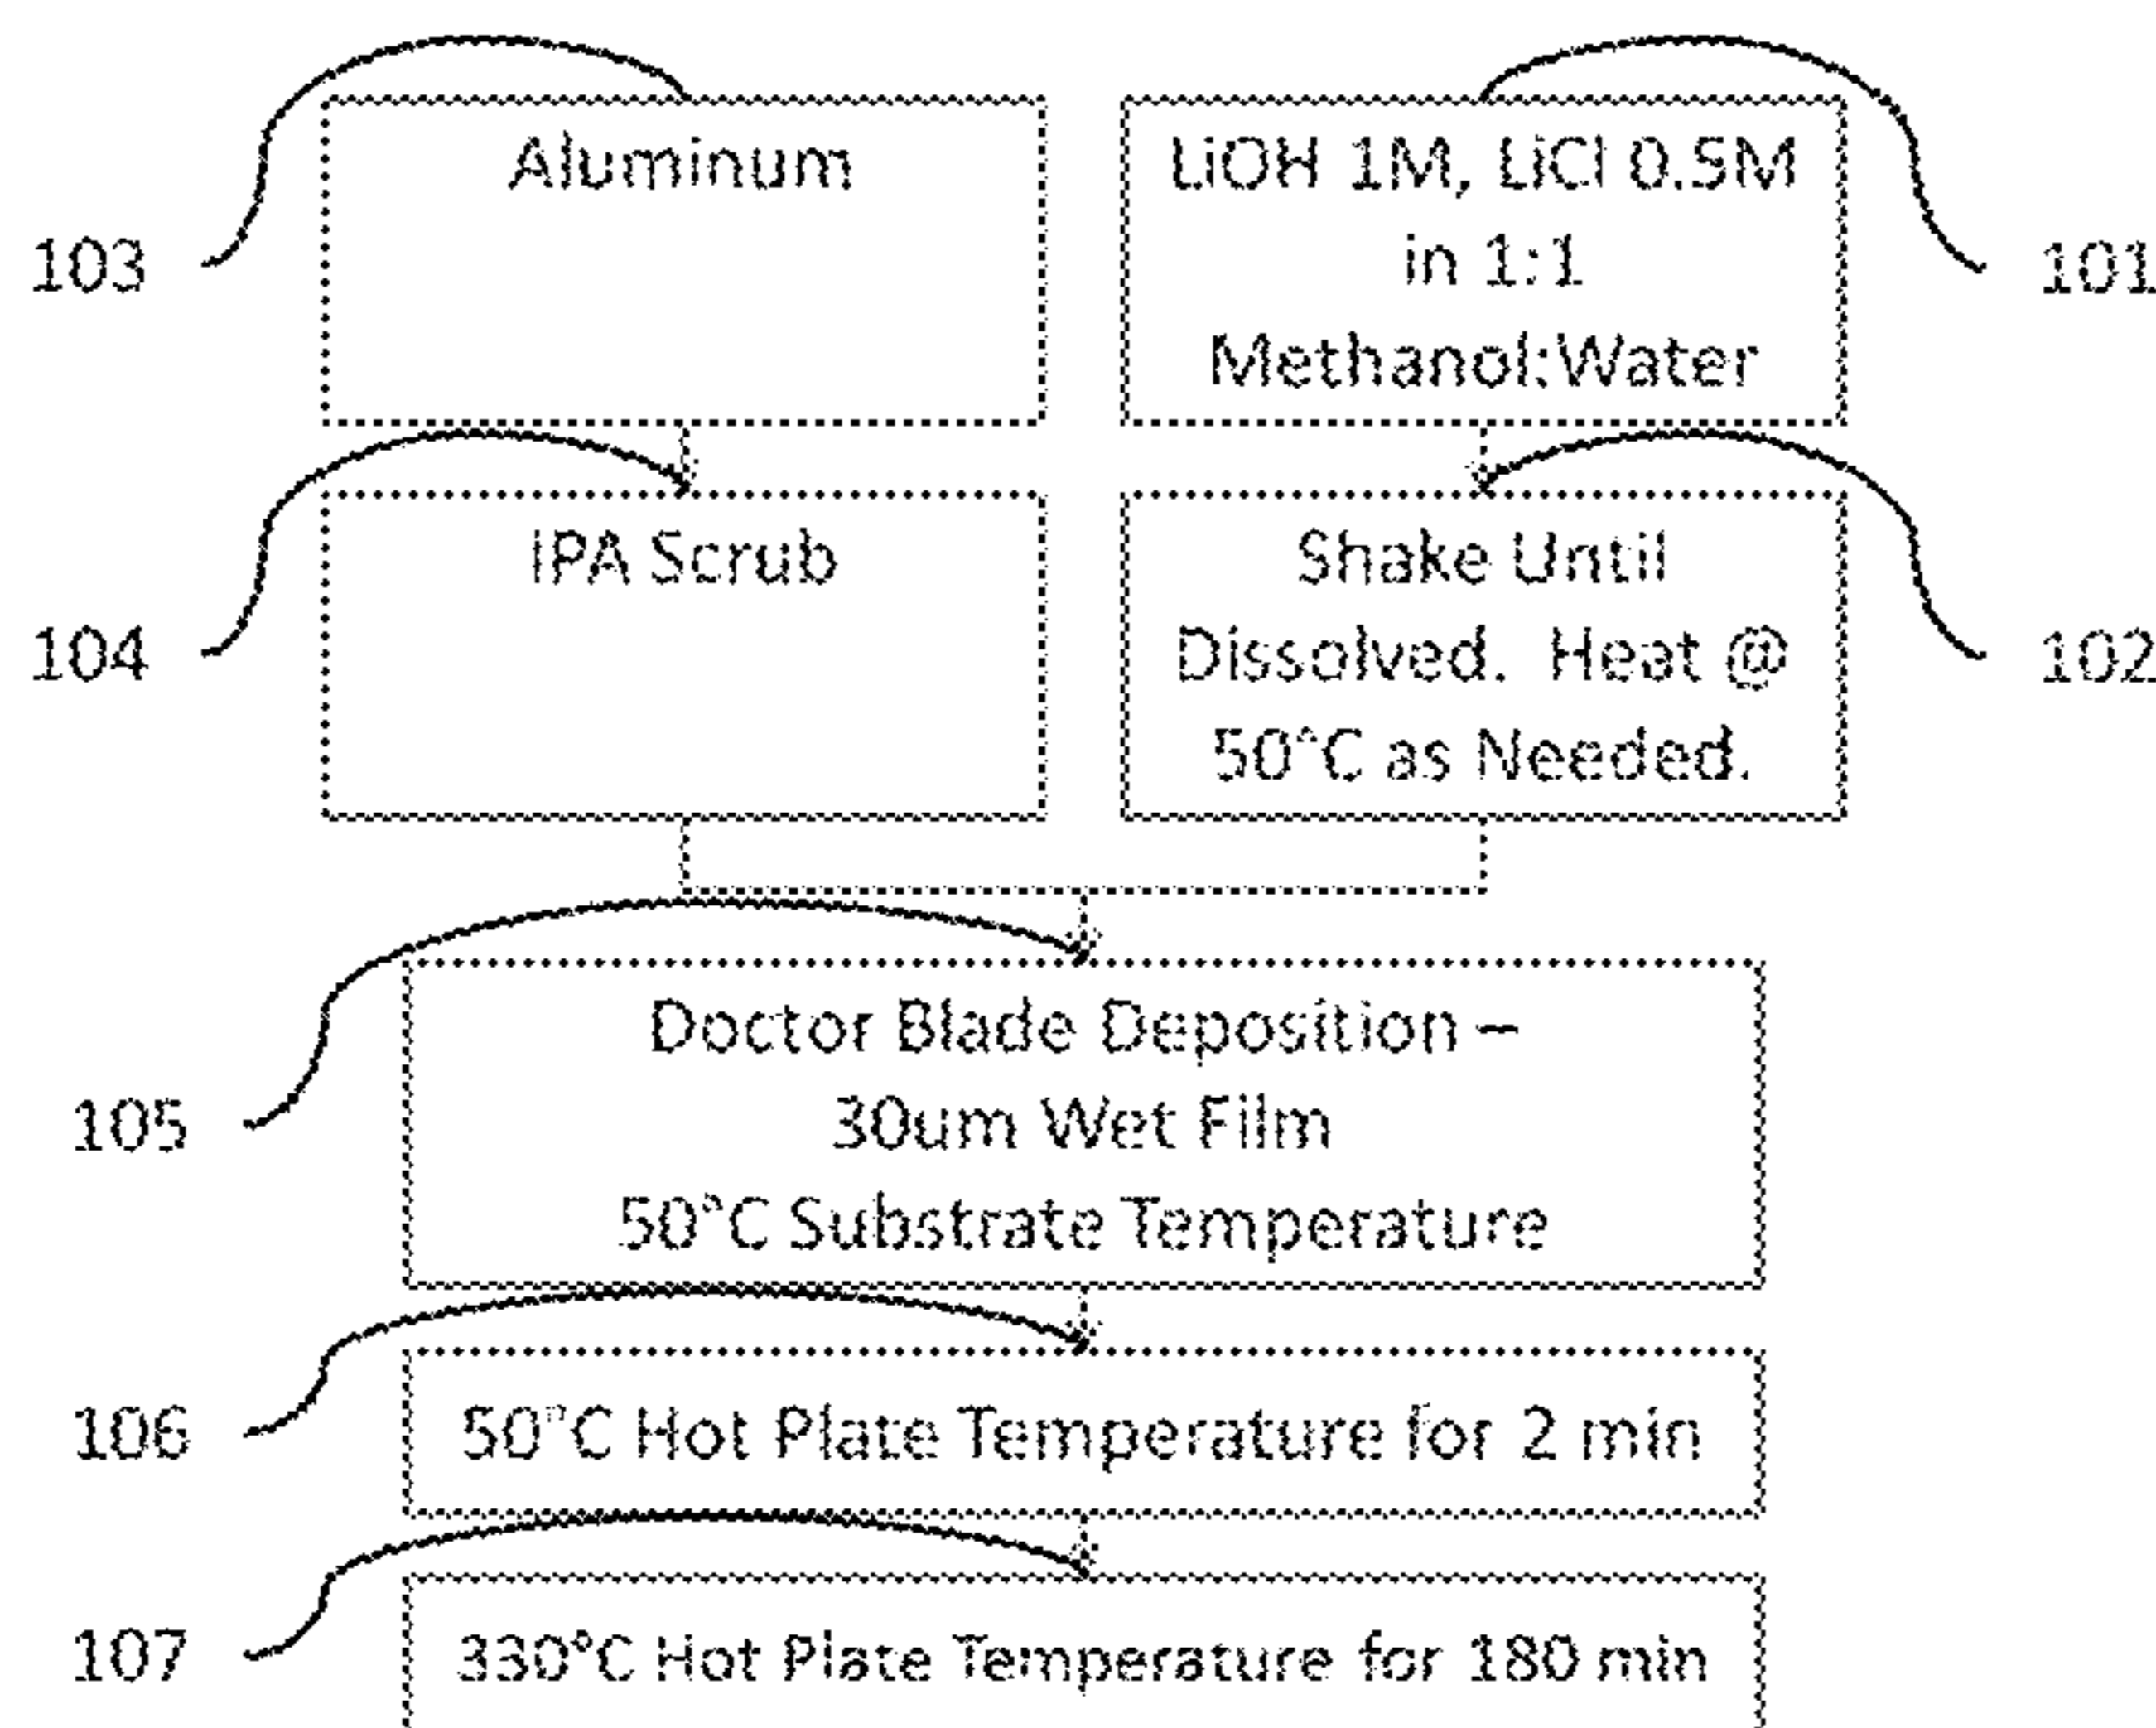 Aluminum
LiOH 1M, LiCl 0.5M
in 1:1
Methanol:Water
103
101
IPA Scrub
Shake Until
Dissolved. Heat @
50°C as Needed.
104
102
Doctor Blade Deposition –
30um Wet Film
50°C Substrate Temperature
105
106
50°C Hot Plate Temperature for 2 min
107
330°C Hot Plate Temperature for 180 min